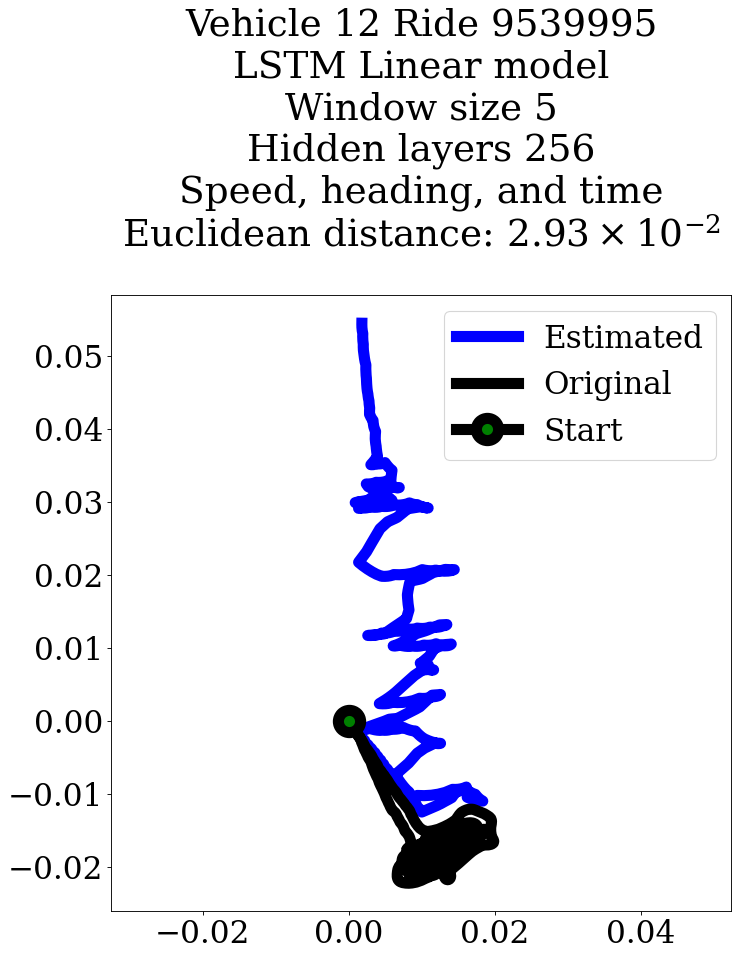 Vehicle 12 Ride 9539995
LSTM Linear model
Window size 5
Hidden layers 256
Speed, heading, and time
Euclidean distance: 2.93 × 10⁻²
Estimated
Original
Start
0.05
0.04
0.03
0.02
0.01
0.00
−0.01
−0.02
−0.02 0.00 0.02 0.04